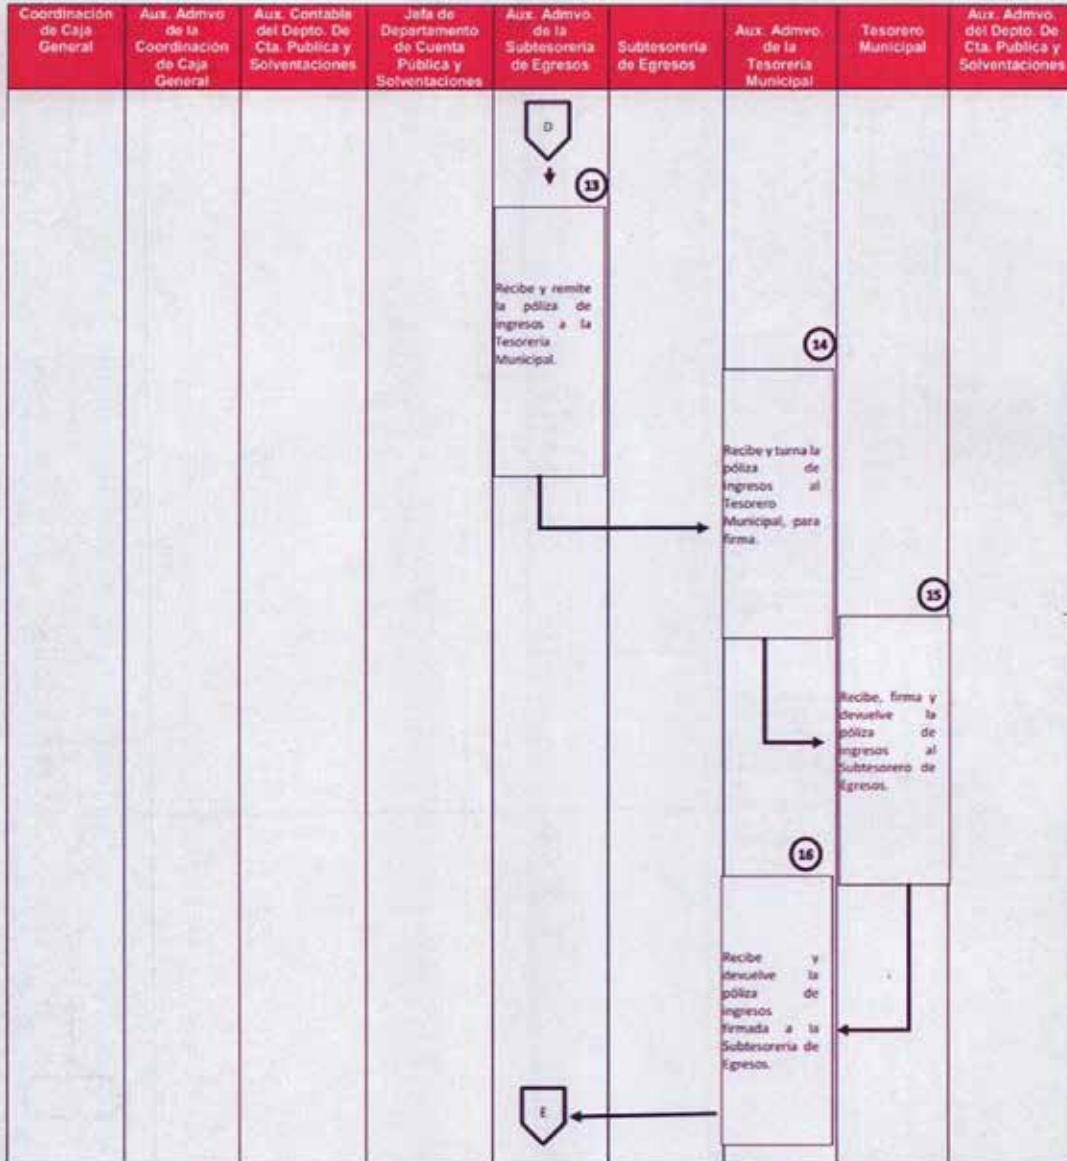 Coordinación
de Caja
General
Aux. Admvo
de la
Coordinación
de Caja
General
Aux. Contable
del Depto. De
Cta. Publica y
Solventaciones
Jefa de
Departamento
de Cuenta
Pública y
Solventaciones
Aux. Admvo.
de la
Subtesorería
de Egresos
Subtesorería
de Egresos
Aux. Admvo.
de la
Tesorería
Municipal
Tesorero
Municipal
Aux. Admvo.
del Depto. De
Cta. Publica y
Solventaciones
D
13
Recibe y remite
la póliza de
ingresos a la
Tesorería
Municipal.
14
Recibe y turna la
póliza de
ingresos al
Tesorero
Municipal, para
firma.
15
Recibe, firma y
devuelve la
póliza de
ingresos al
Subtesorero de
Egresos.
16
Recibe y
devuelve la
póliza de
ingresos
firmada a la
Subtesorería de
Egresos.
E